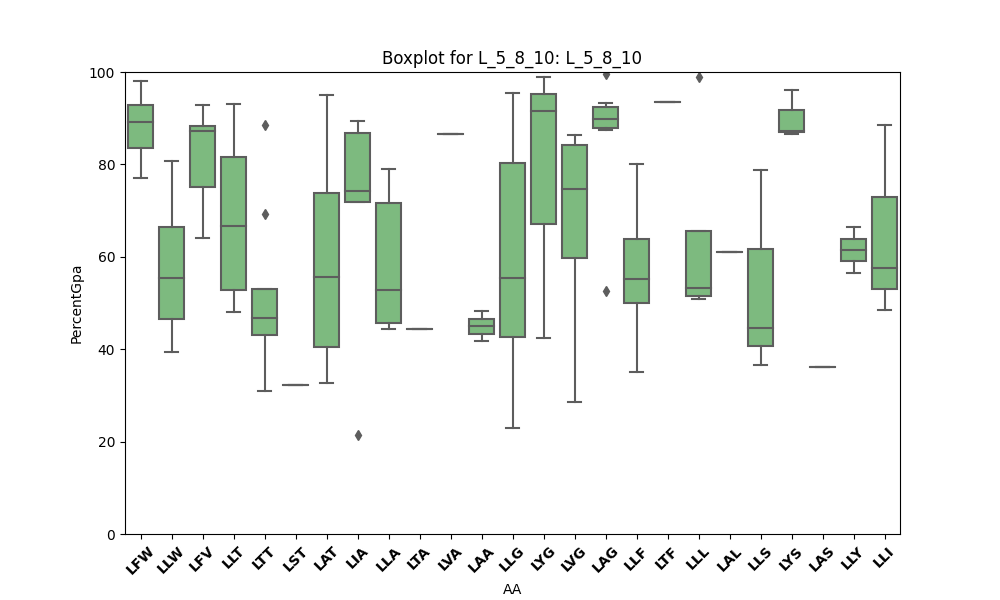 Boxplot for L_5_8_10: L_5_8_10
PercentGpa
100
80
60
40
20
0
LFW LLW LFV LLT LTT LST LAT LIA LLA LTA LVA LAA LLG LYG LVG LAG LLF LTF LLL LAL LLS LYS LAS LLY LLI
AA